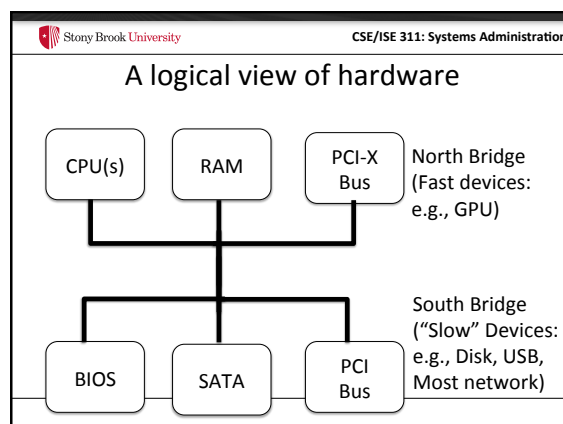 Stony Brook University
CSE/ISE 311: Systems Administration
A logical view of hardware
CPU(s)
RAM
PCI-X
Bus
North Bridge
(Fast devices:
e.g., GPU)
BIOS
SATA
PCI
Bus
South Bridge
(“Slow” Devices:
e.g., Disk, USB,
Most network)